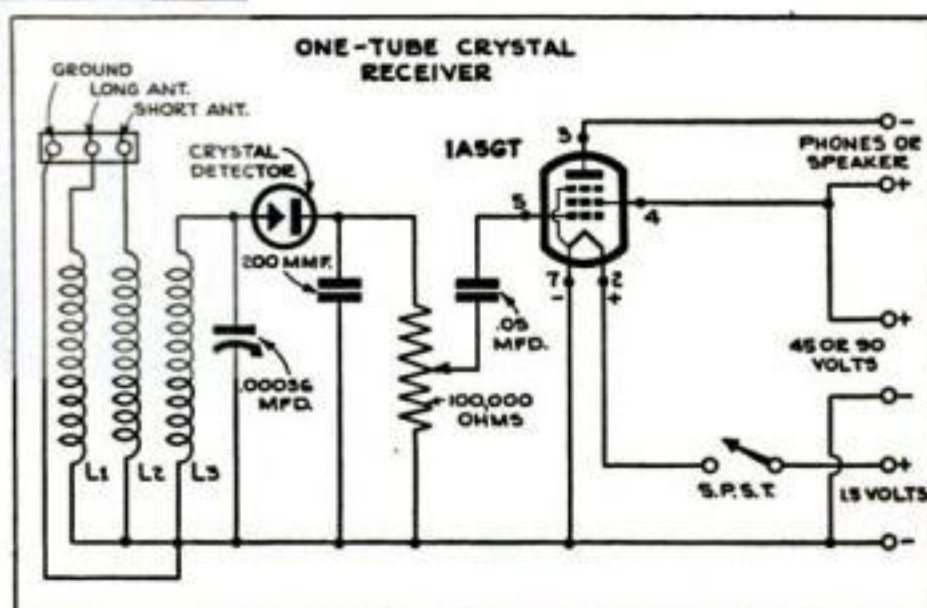 ONE-TUBE CRYSTAL
RECEIVER
GROUND
LONG ANT.
SHORT ANT.
CRYSTAL
DETECTOR
1A5GT
3
PHONES OR
SPEAKER
-
+
5
4
200 MMF.
7
2
-
+
.05
MFD.
.00036
MFD.
100,000
OHMS
+
45 OR 90
VOLTS
-
L1
L2
L3
S.P.S.T.
+
1.5 VOLTS
-